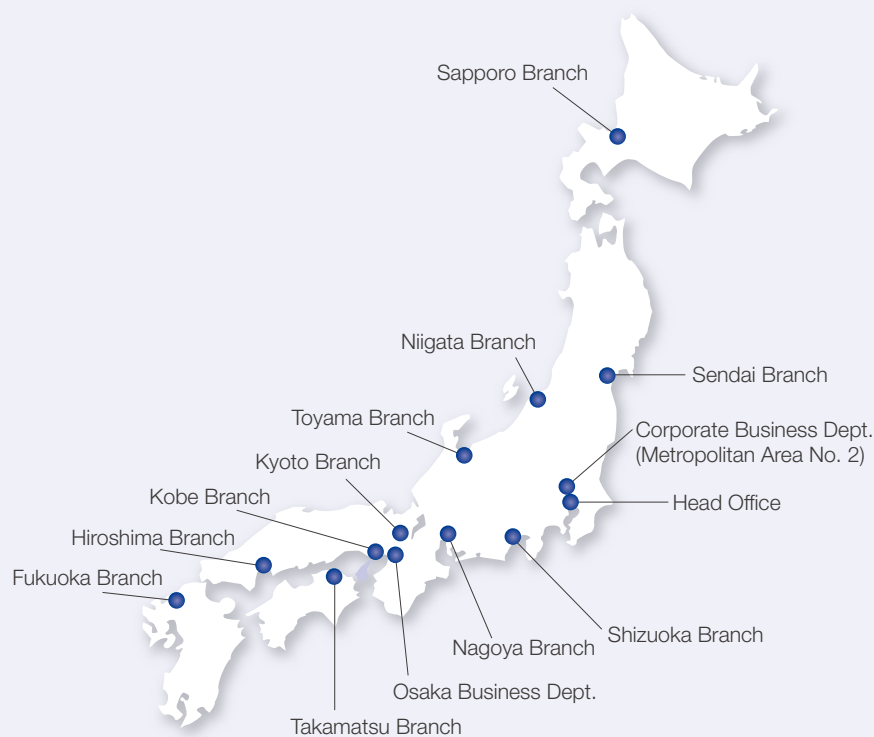 Sapporo Branch
Niigata Branch
Sendai Branch
Toyama Branch
Corporate Business Dept.
(Metropolitan Area No. 2)
Kyoto Branch
Head Office
Kobe Branch
Hiroshima Branch
Fukuoka Branch
Shizuoka Branch
Nagoya Branch
Osaka Business Dept.
Takamatsu Branch